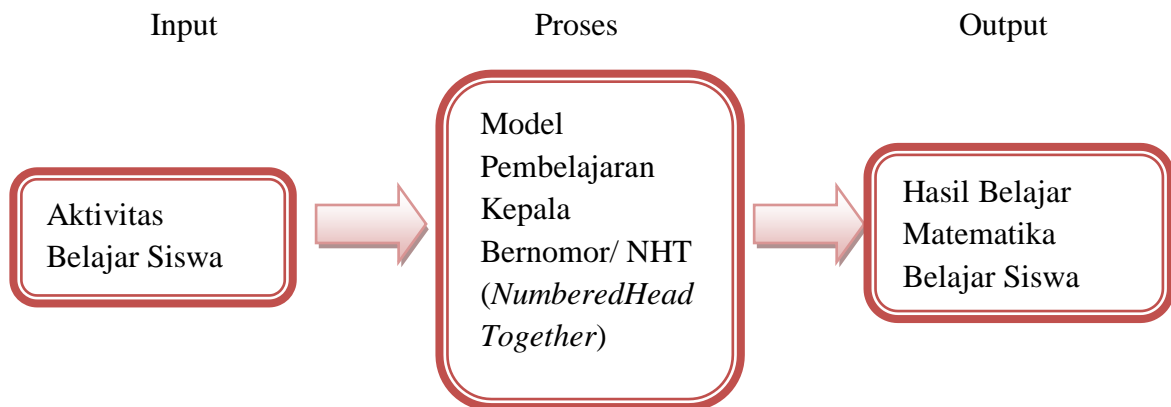 Input
Proses
Output
Aktivitas
Belajar Siswa
Model
Pembelajaran
Kepala
Bernomor/ NHT
(NumberedHead
Together)
Hasil Belajar
Matematika
Belajar Siswa